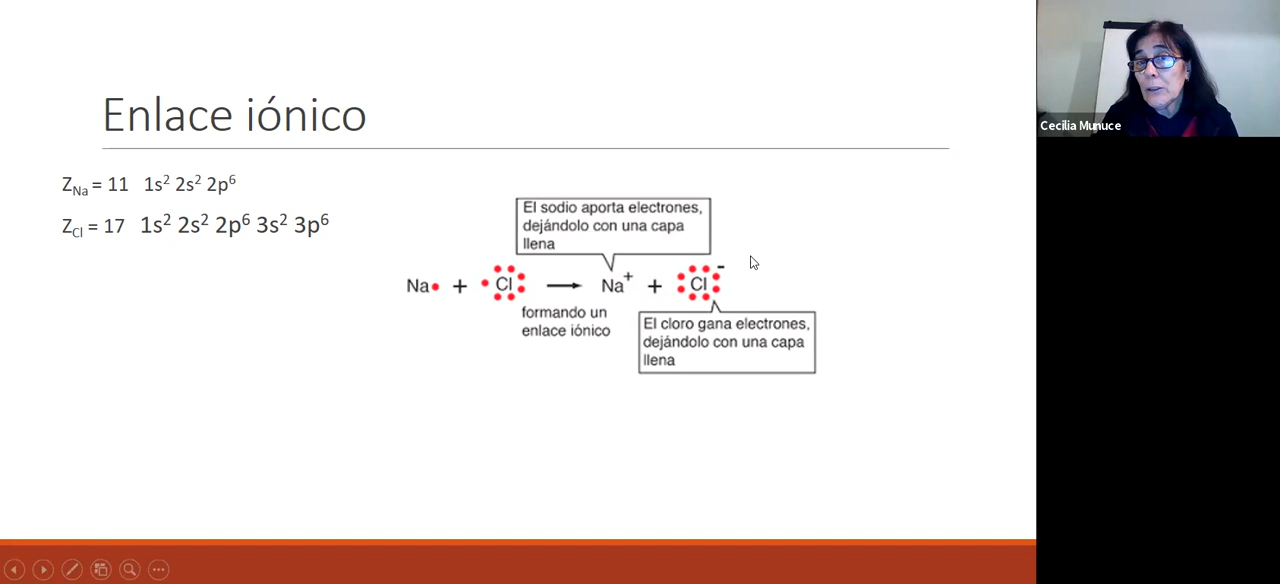 Enlace iónico
Z_Na = 11 1s² 2s² 2p⁶
Z_Cl = 17 1s² 2s² 2p⁶ 3s² 3p⁶
El sodio aporta electrones,
dejándolo con una capa
llena
Na• + •Cl → Na⁺ + Cl⁻
formando un
enlace iónico
El cloro gana electrones,
dejándolo con una capa
llena
Cecilia Munuce